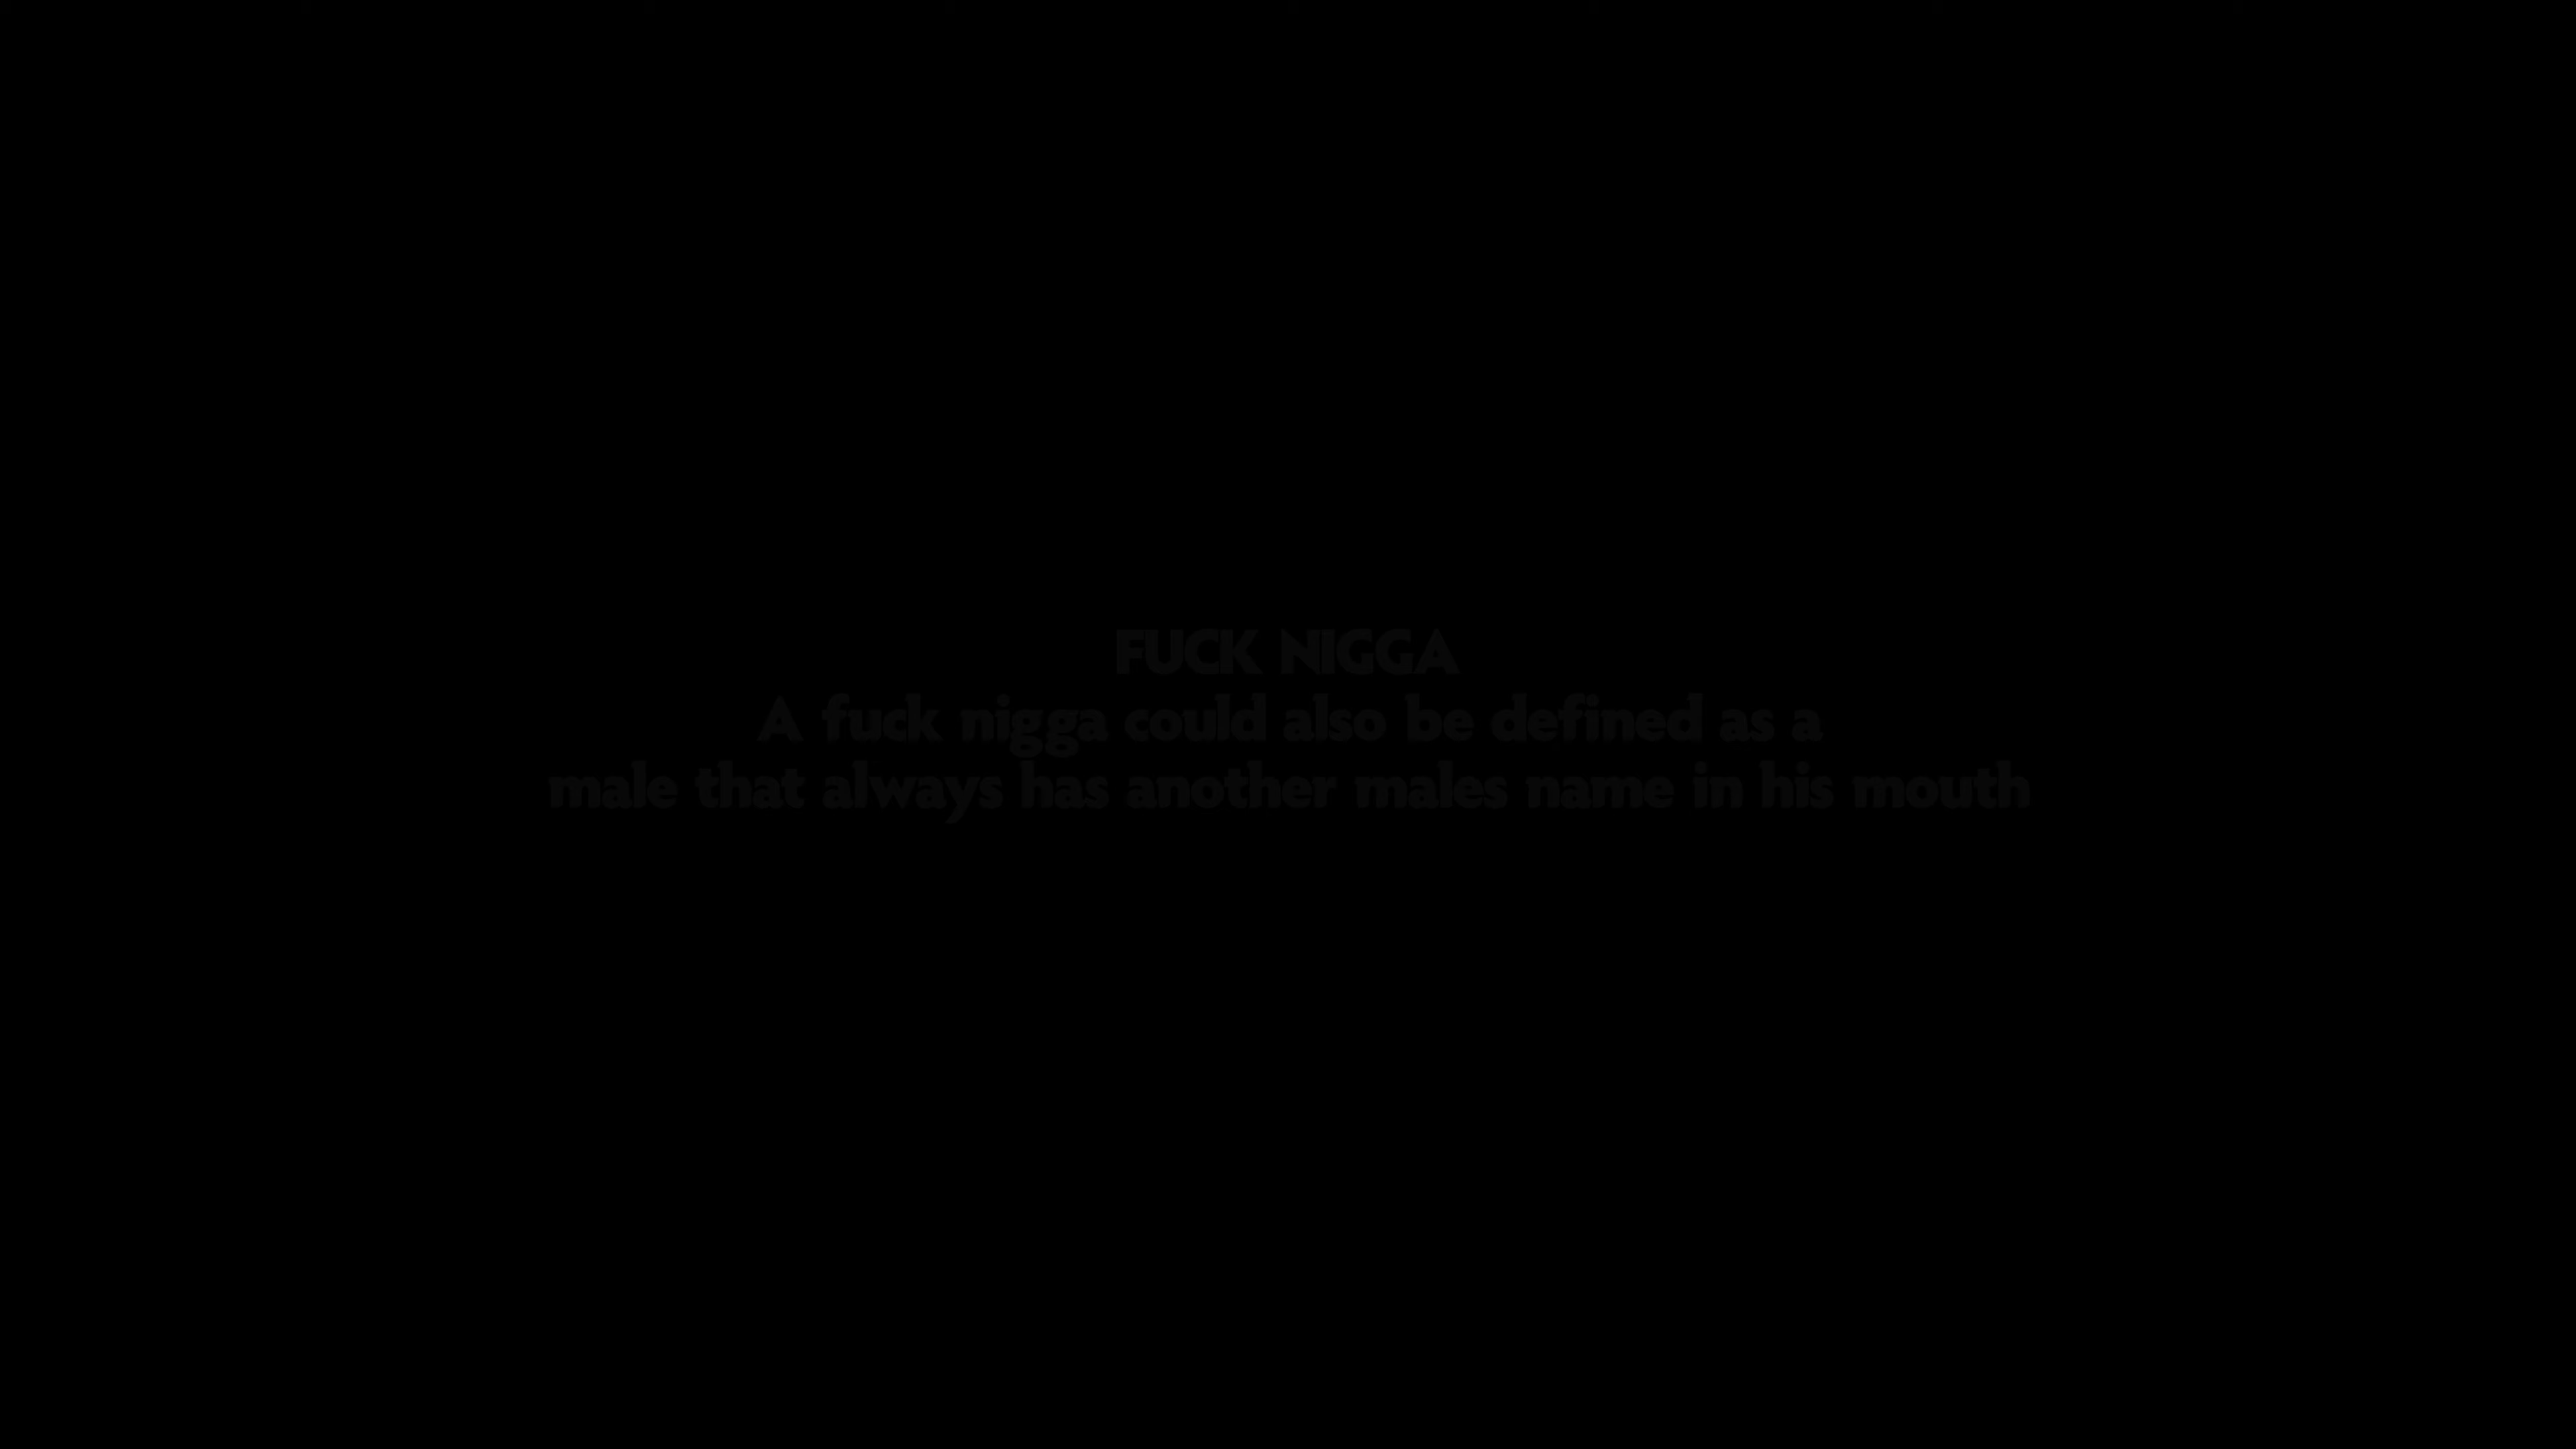 FUCK NIGGA
A fuck nigga could also be defined as a
male that always has another males name in his mouth